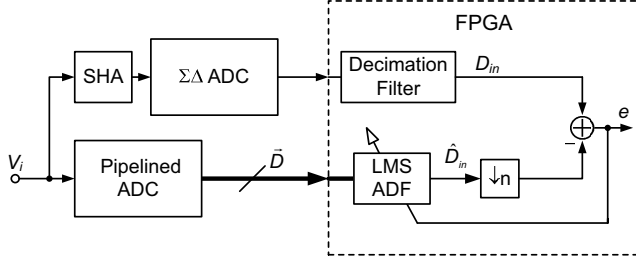 FPGA
SHA
ΣΔ ADC
Decimation
Filter
D_in
e
V_i
Pipelined
ADC
D⃗
LMS
ADF
D̂_in
↓n
+
−